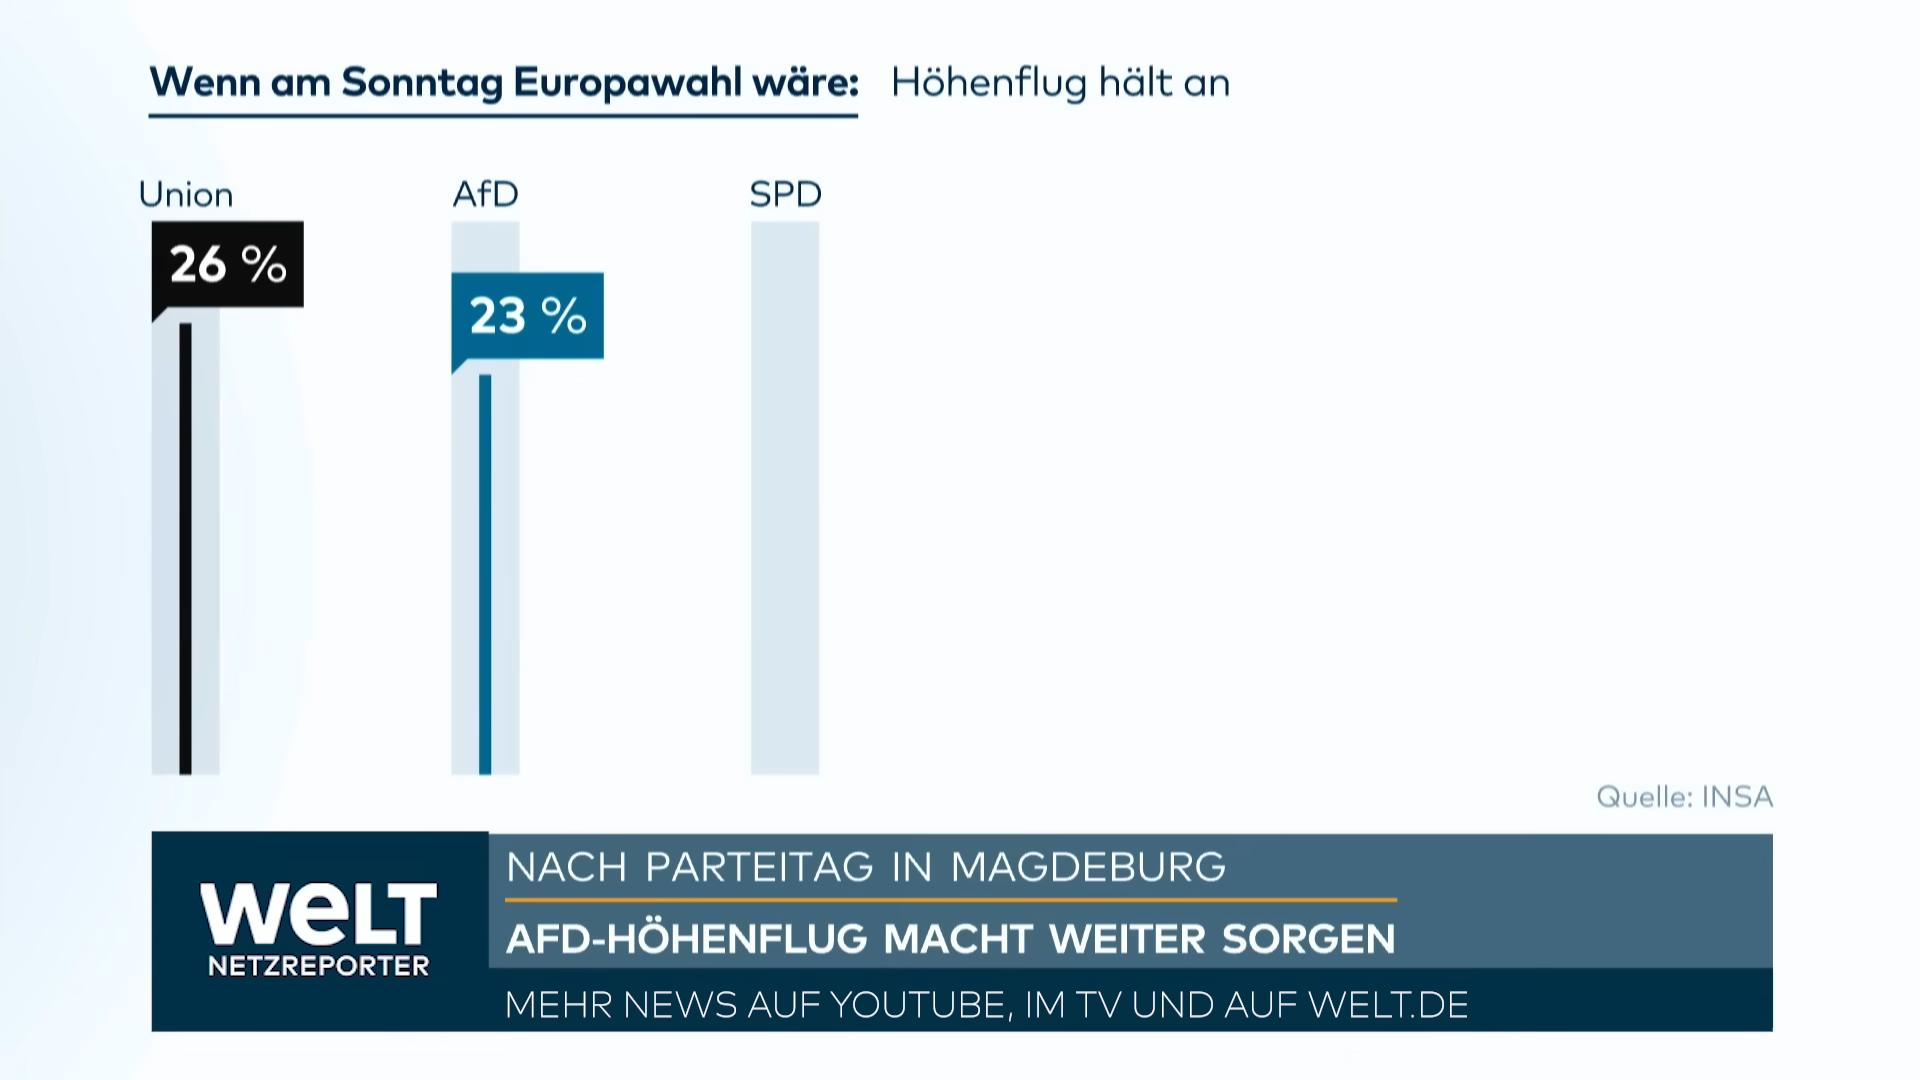 Wenn am Sonntag Europawahl wäre: Höhenflug hält an
Union AfD SPD
26 %
23 %
Quelle: INSA
NACH PARTEITAG IN MAGDEBURG
AFD-HÖHENFLUG MACHT WEITER SORGEN
WELT
NETZREPORTER
MEHR NEWS AUF YOUTUBE, IM TV UND AUF WELT.DE